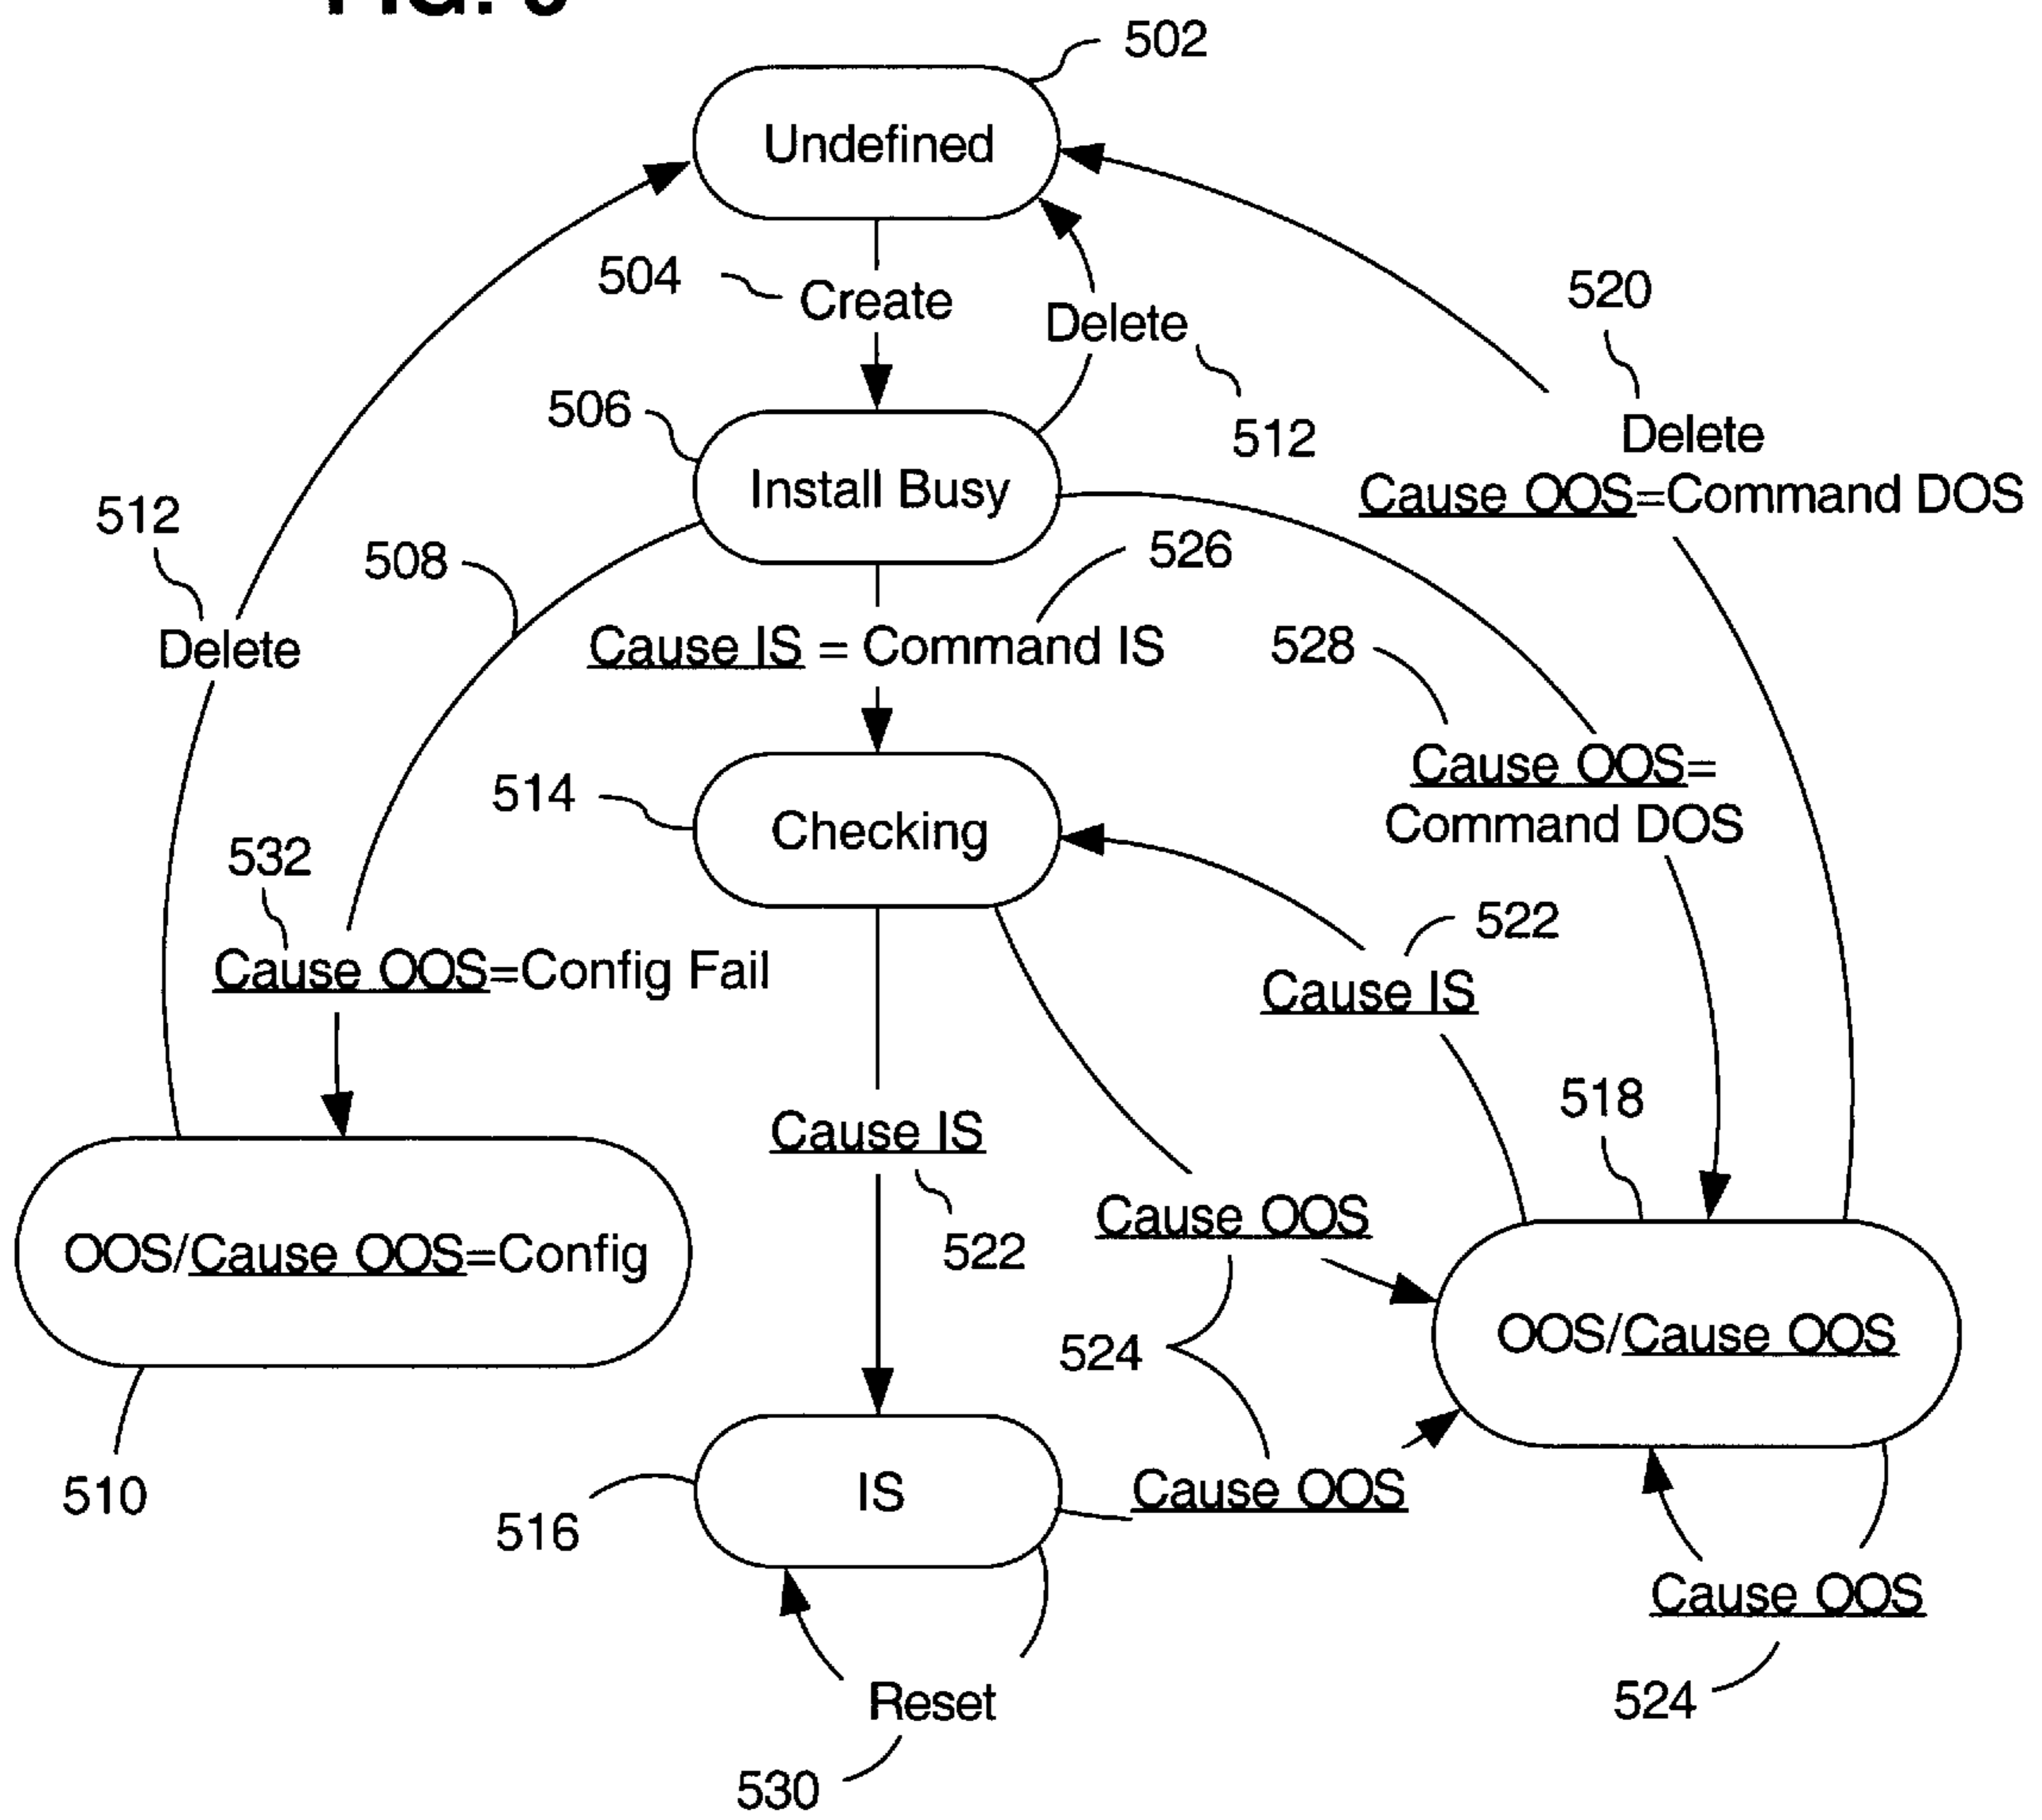 502
Undefined
504
Create
Delete
520
506
512
Delete
Install Busy
Cause OOS=Command DOS
512
508
526
Delete
Cause IS = Command IS
528
Cause OOS=
Command DOS
514
Checking
532
522
Cause OOS=Config Fail
Cause IS
518
Cause IS
522
Cause OOS
OOS/Cause OOS=Config
524
OOS/Cause OOS
510
516
IS
Cause OOS
Cause OOS
Reset
524
530